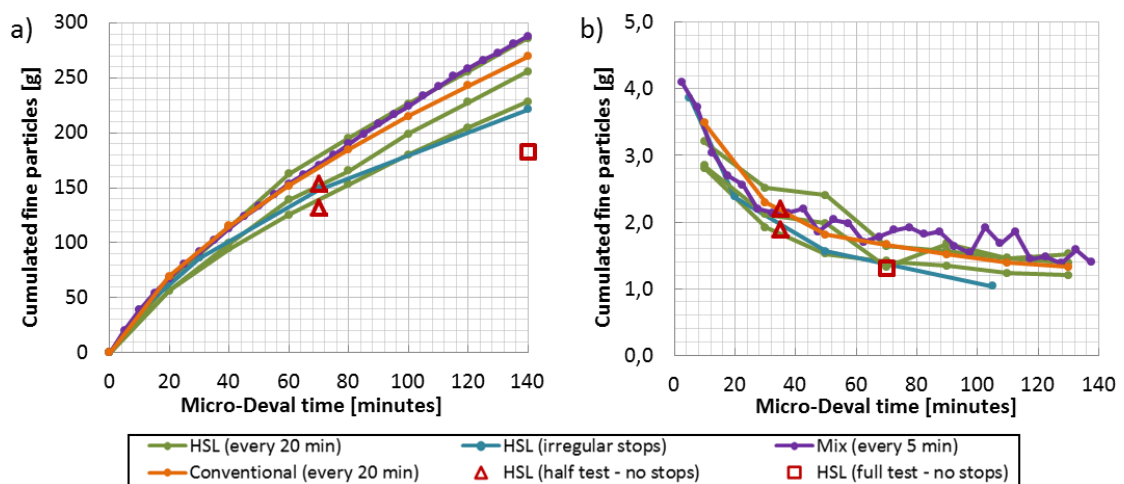 a)
Cumulated fine particles [g]
300
250
200
150
100
50
0
0 20 40 60 80 100 120 140
Micro-Deval time [minutes]
b)
Cumulated fine particles [g]
5,0
4,0
3,0
2,0
1,0
0,0
0 20 40 60 80 100 120 140
Micro-Deval time [minutes]
HSL (every 20 min) HSL (irregular stops) Mix (every 5 min)
Conventional (every 20 min) HSL (half test - no stops) HSL (full test - no stops)